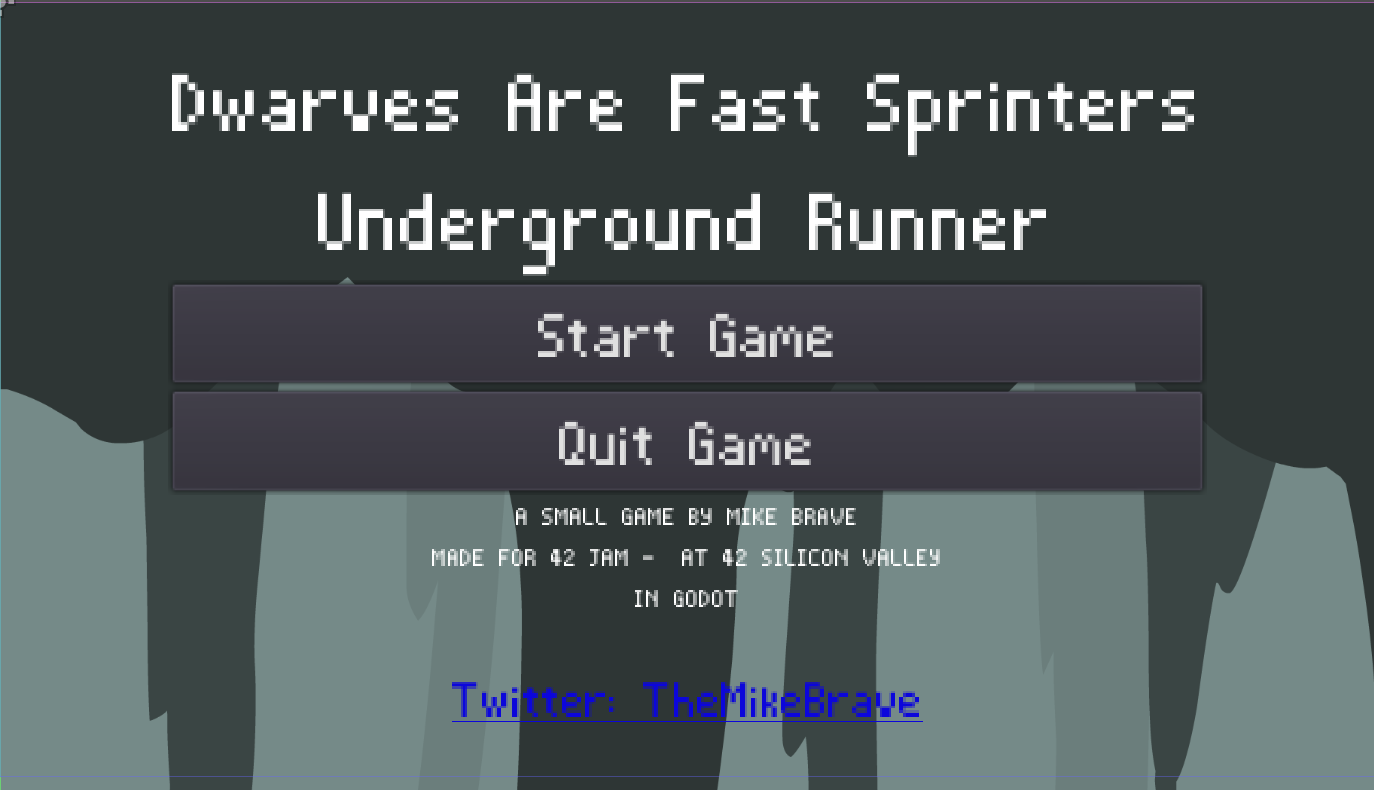 Dwarves Are Fast Sprinters
Underground Runner
Start Game
Quit Game
A SMALL GAME BY MIKE BRAVE
MADE FOR 42 JAM -  AT 42 SILICON VALLEY
IN GODOT
Twitter: TheMikeBrave